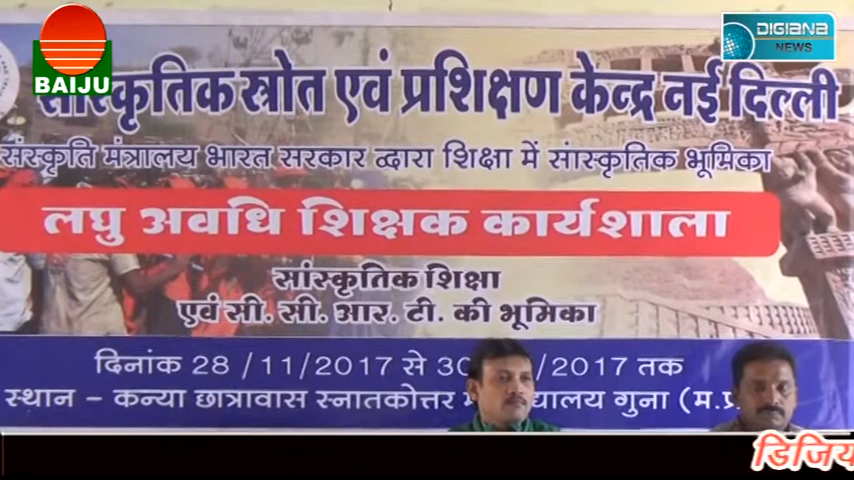 BAIJU
DIGIANA
NEWS
सांस्कृतिक स्त्रोत एवं प्रशिक्षण केन्द्र नई दिल्ली
संस्कृति मंत्रालय भारत सरकार द्वारा शिक्षा में सांस्कृतिक भूमिका
लघु अवधि शिक्षक कार्यशाला
सांस्कृतिक शिक्षा
एवं सी.सी.आर.टी. की भूमिका
दिनांक 28 /11/2017 से 30 /2017 तक
स्थान - कन्या छात्रावास स्नातकोत्तर गुना (म.प्र.
डिजिय